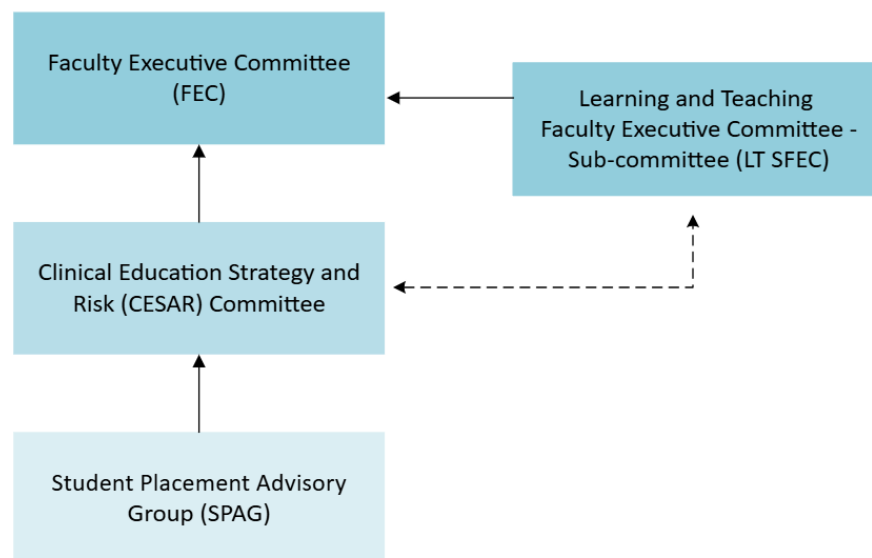 Faculty Executive Committee
(FEC)
Learning and Teaching
Faculty Executive Committee -
Sub-committee (LT SFEC)
Clinical Education Strategy and
Risk (CESAR) Committee
Student Placement Advisory
Group (SPAG)